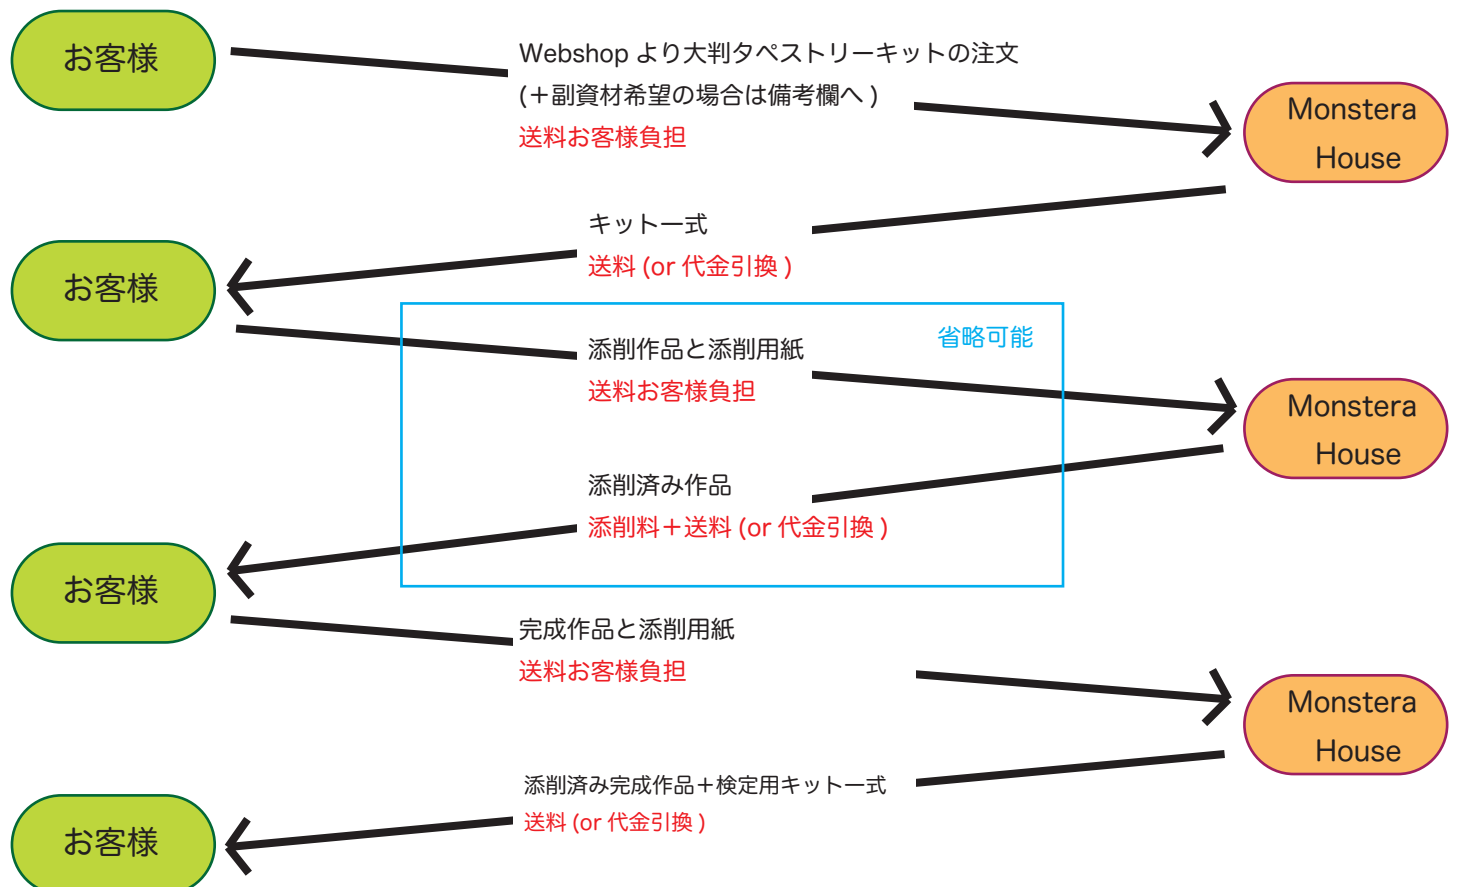 お客様
Webshop より大判タペストリーキットの注文
(＋副資材希望の場合は備考欄へ )
送料お客様負担
Monstera
House
キット一式
送料 (or 代金引換 )
お客様
省略可能
添削作品と添削用紙
送料お客様負担
Monstera
House
添削済み作品
添削料＋送料 (or 代金引換 )
お客様
完成作品と添削用紙
送料お客様負担
Monstera
House
添削済み完成作品＋検定用キット一式
送料 (or 代金引換 )
お客様